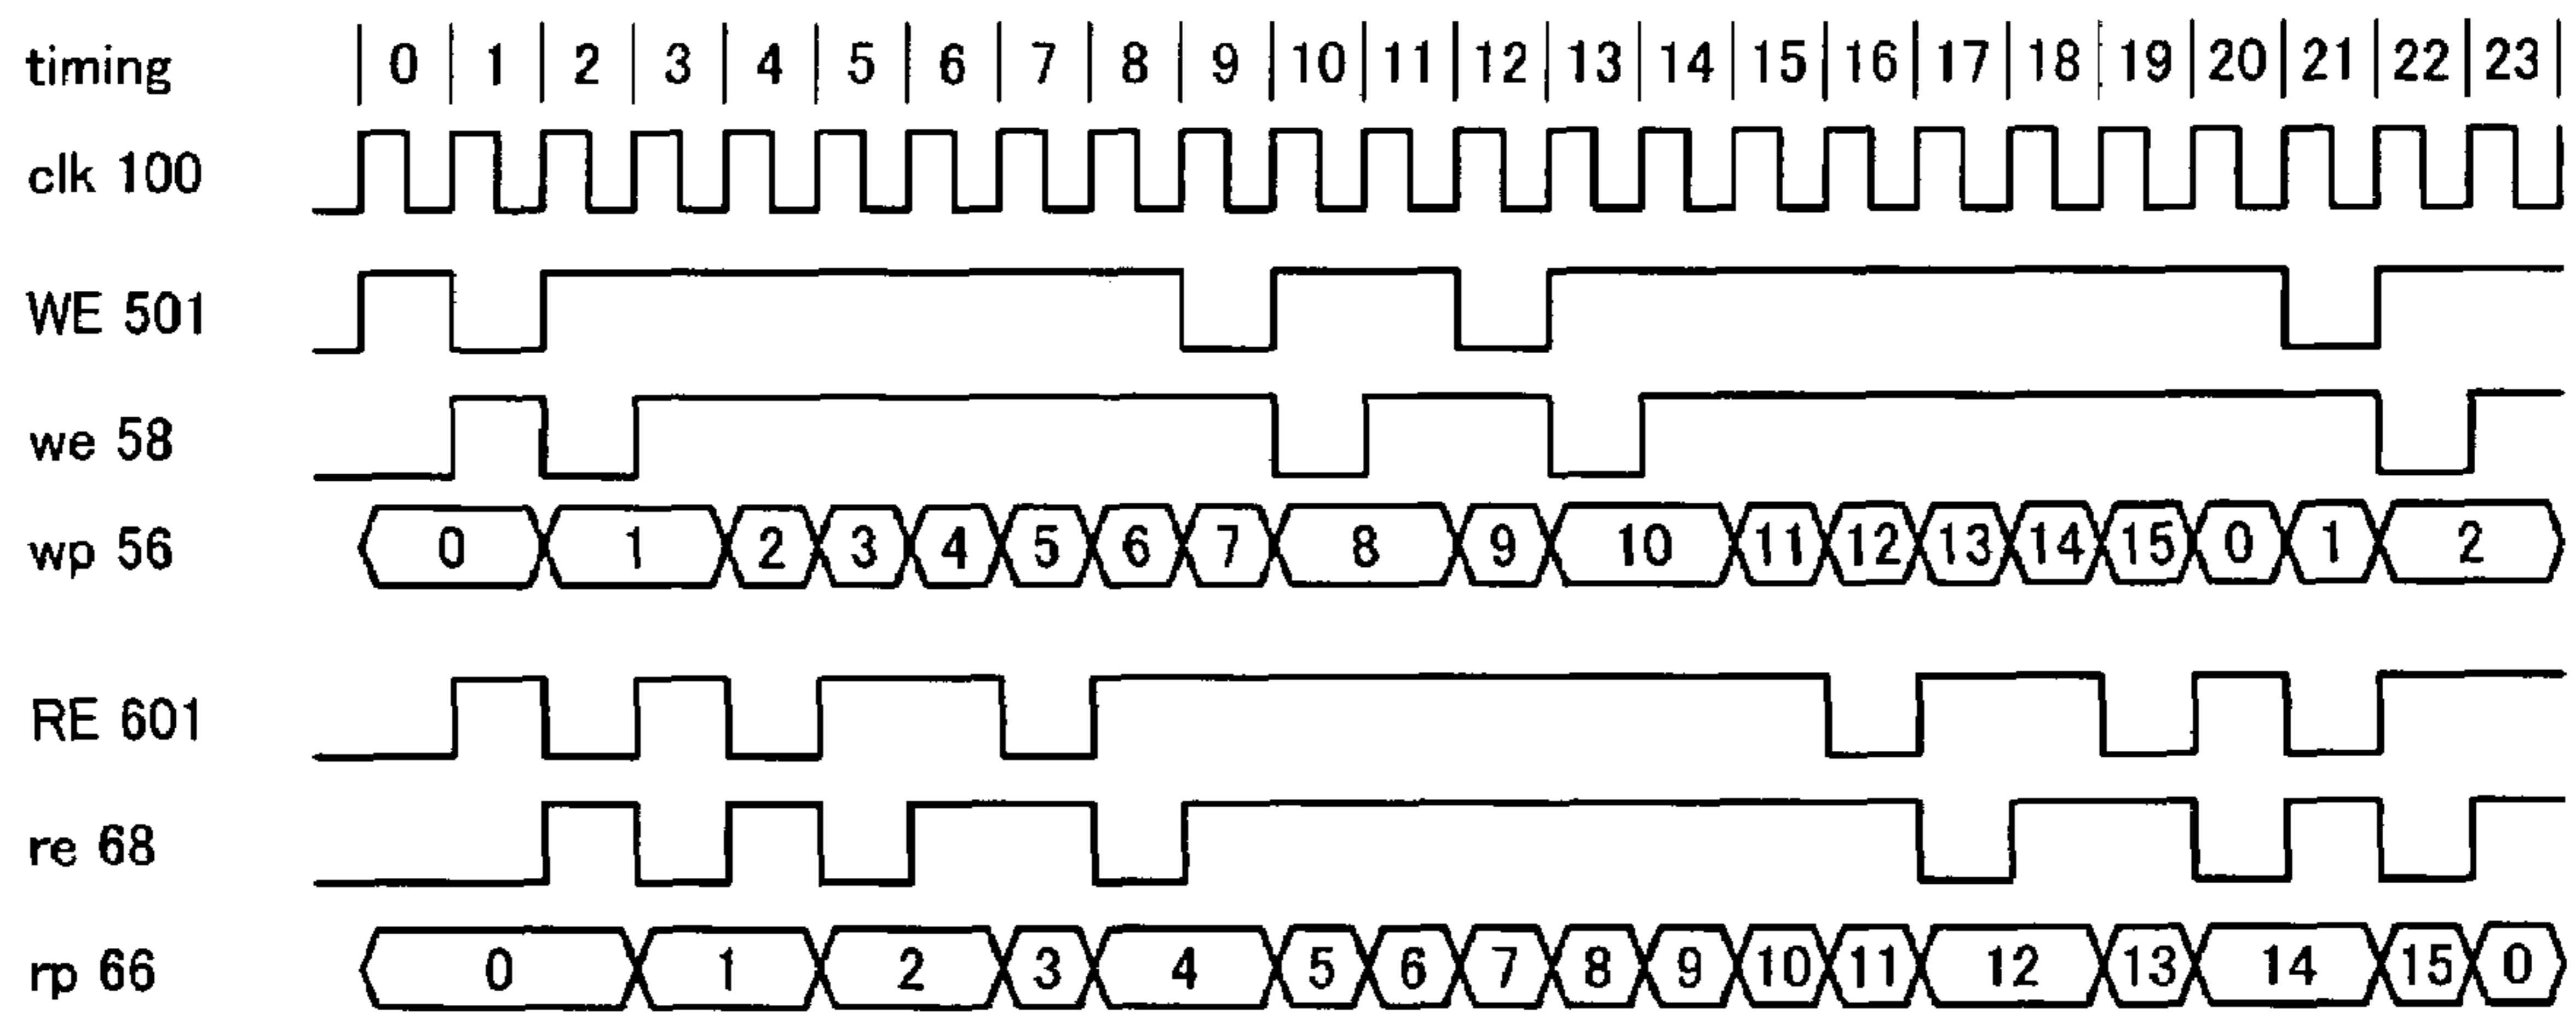 timing 0 1 2 3 4 5 6 7 8 9 10 11 12 13 14 15 16 17 18 19 20 21 22 23
clk 100
WE 501
we 58
wp 56 0 1 2 3 4 5 6 7 8 9 10 11 12 13 14 15 0 1 2
RE 601
re 68
rp 66 0 1 2 3 4 5 6 7 8 9 10 11 12 13 14 15 0